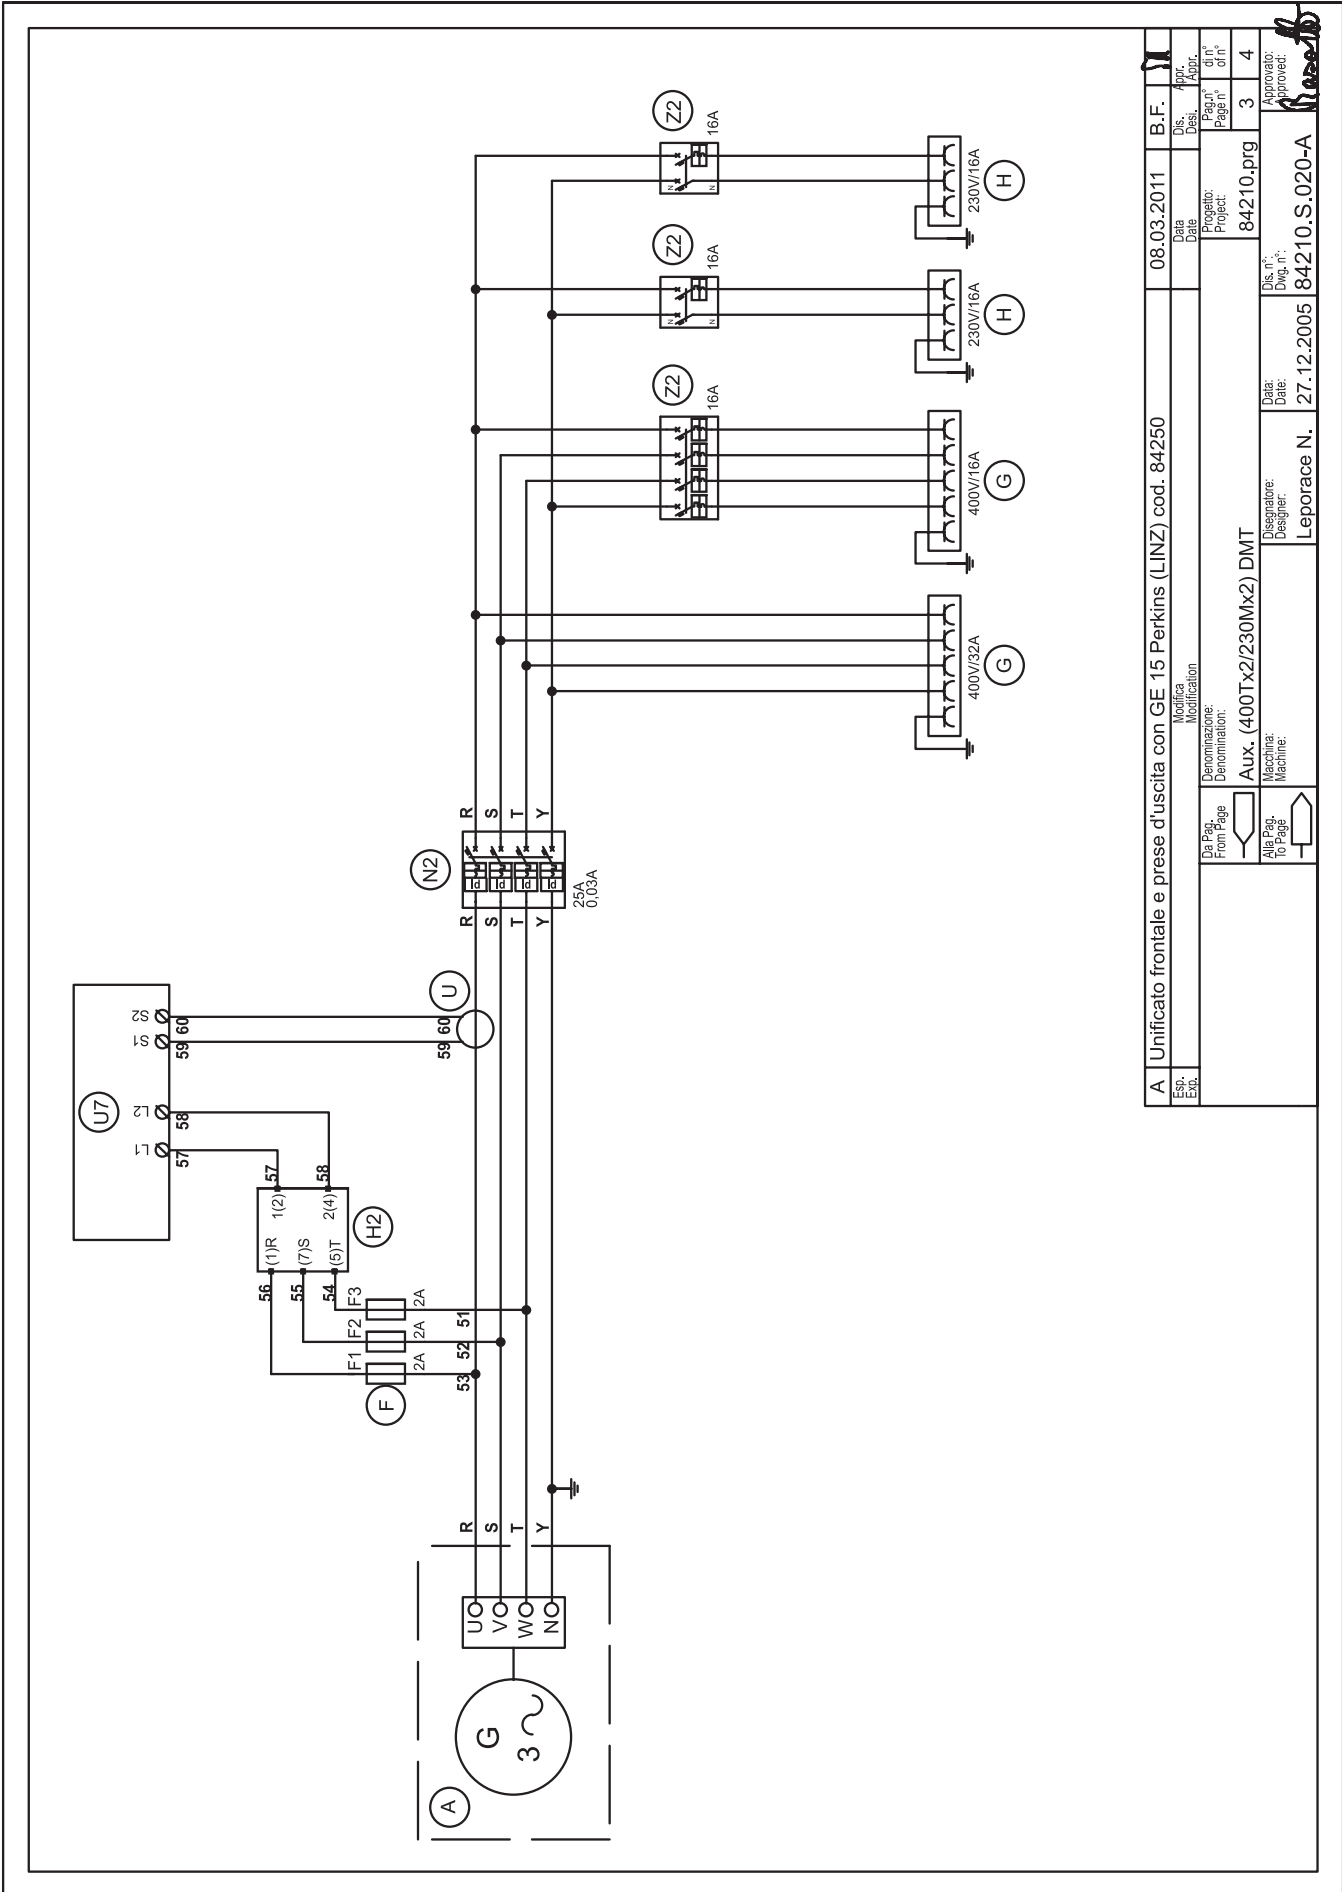 A
G
3
U
V
W
N
R
S
T
Y
F
F1
F2
F3
2A
2A
2A
53
52
51
56
55
54
(1)R
(7)S
(5)T
1(2)
2(4)
H2
57
58
U7
L1
L2
S1
S2
57
58
59
60
59
60
U
R
S
T
Y
N2
Id
Id
Id
Id
25A
0,03A
R
S
T
Y
400V/32A
G
Z2
16A
400V/16A
G
Z2
16A
N
N
230V/16A
H
Z2
16A
N
N
230V/16A
H
A Unificato frontale e prese d'uscita con GE 15 Perkins (LINZ) cod. 84250 08.03.2011 B.F.
Esp. Modifica Data Dis. Appr.
Exp. Modification Date Desi. Appr.
Da Pag. Denominazione: Progetto: Pag.n° di n°
From Page Denomination: Project: Page n° of n°
Aux. (400Tx2/230Mx2) DMT 84210.prg 3 4
Alla Pag. Macchina: Disegnatore: Data: Dis. n°: Approvato:
To Page Machine: Designer: Date: Dwg. n°: Approved:
Leporace N. 27.12.2005 84210.S.020-A